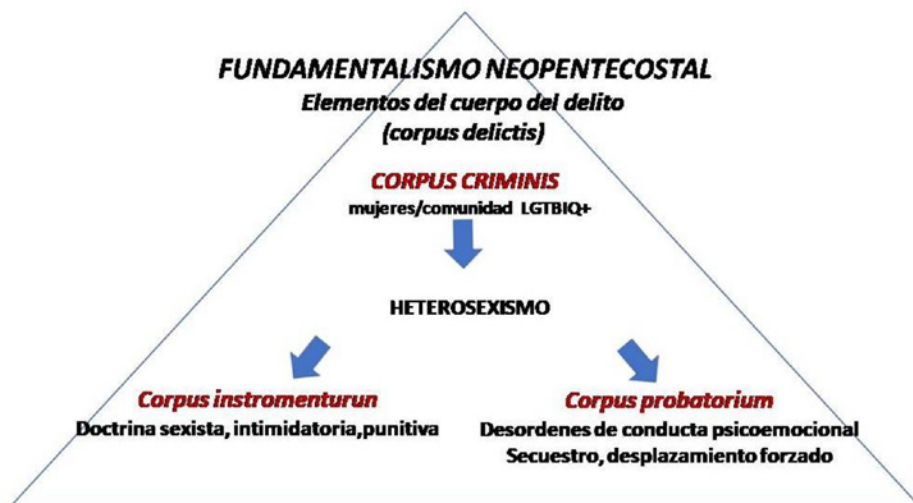 FUNDAMENTALISMO NEOPENTECOSTAL
Elementos del cuerpo del delito
(corpus delictis)
CORPUS CRIMINIS
mujeres/comunidad LGTBIQ+
HETEROSEXISMO
Corpus instromenturun
Doctrina sexista, intimidatoria,punitiva
Corpus probatorium
Desordenes de conducta psicoemocional
Secuestro, desplazamiento forzado